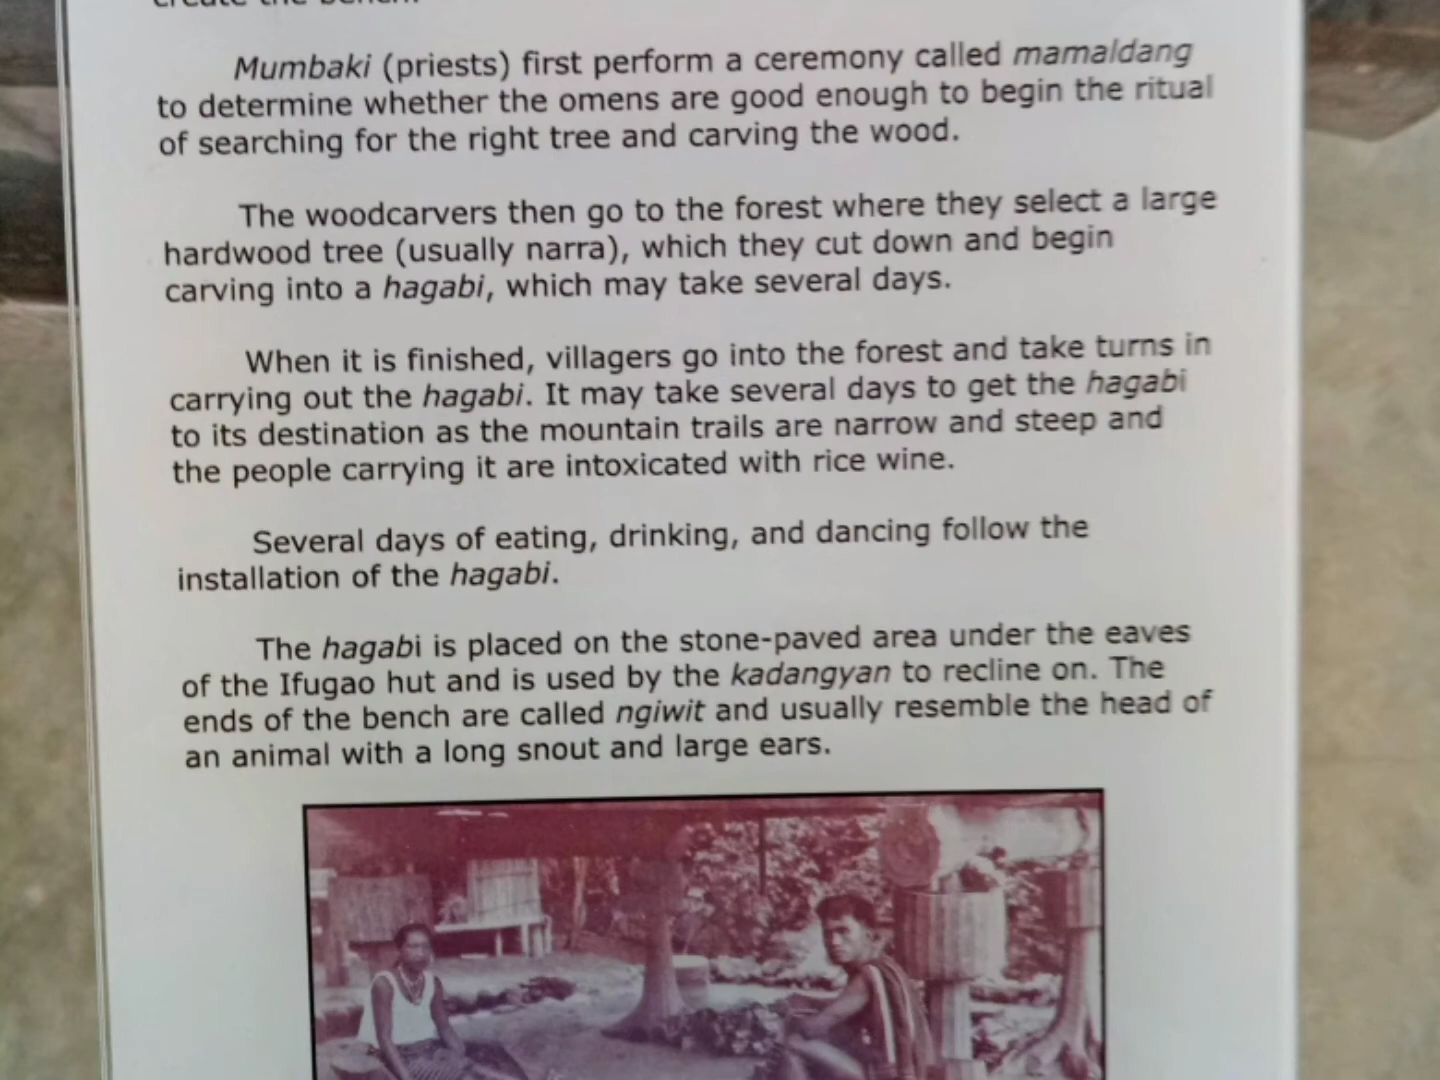 create the bench.
Mumbaki (priests) first perform a ceremony called mamaldang
to determine whether the omens are good enough to begin the ritual
of searching for the right tree and carving the wood.
The woodcarvers then go to the forest where they select a large
hardwood tree (usually narra), which they cut down and begin
carving into a hagabi, which may take several days.
When it is finished, villagers go into the forest and take turns in
carrying out the hagabi. It may take several days to get the hagabi
to its destination as the mountain trails are narrow and steep and
the people carrying it are intoxicated with rice wine.
Several days of eating, drinking, and dancing follow the
installation of the hagabi.
The hagabi is placed on the stone-paved area under the eaves
of the Ifugao hut and is used by the kadangyan to recline on. The
ends of the bench are called ngiwit and usually resemble the head of
an animal with a long snout and large ears.